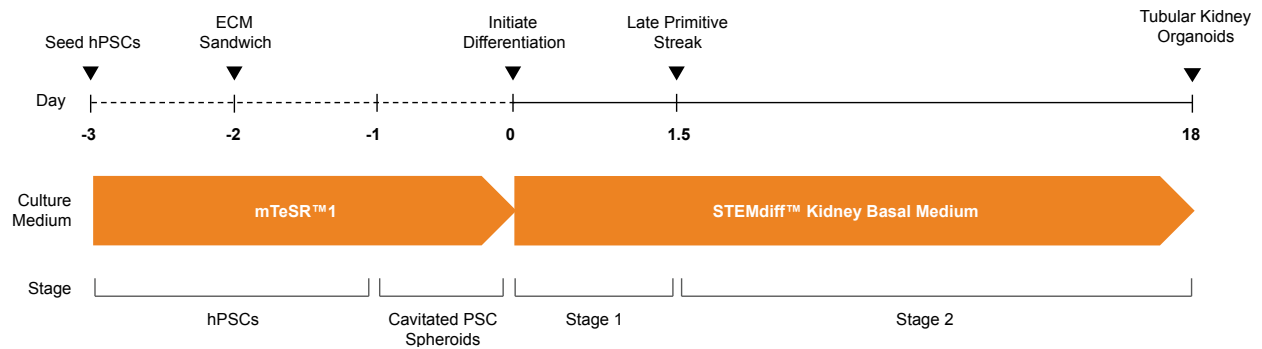 Seed hPSCs
ECM
Sandwich
Initiate
Differentiation
Late Primitive
Streak
Tubular Kidney
Organoids
Day
-3
-2
-1
0
1.5
18
Culture
Medium
mTeSR™1
STEMdiff™ Kidney Basal Medium
Stage
hPSCs
Cavitated PSC
Spheroids
Stage 1
Stage 2